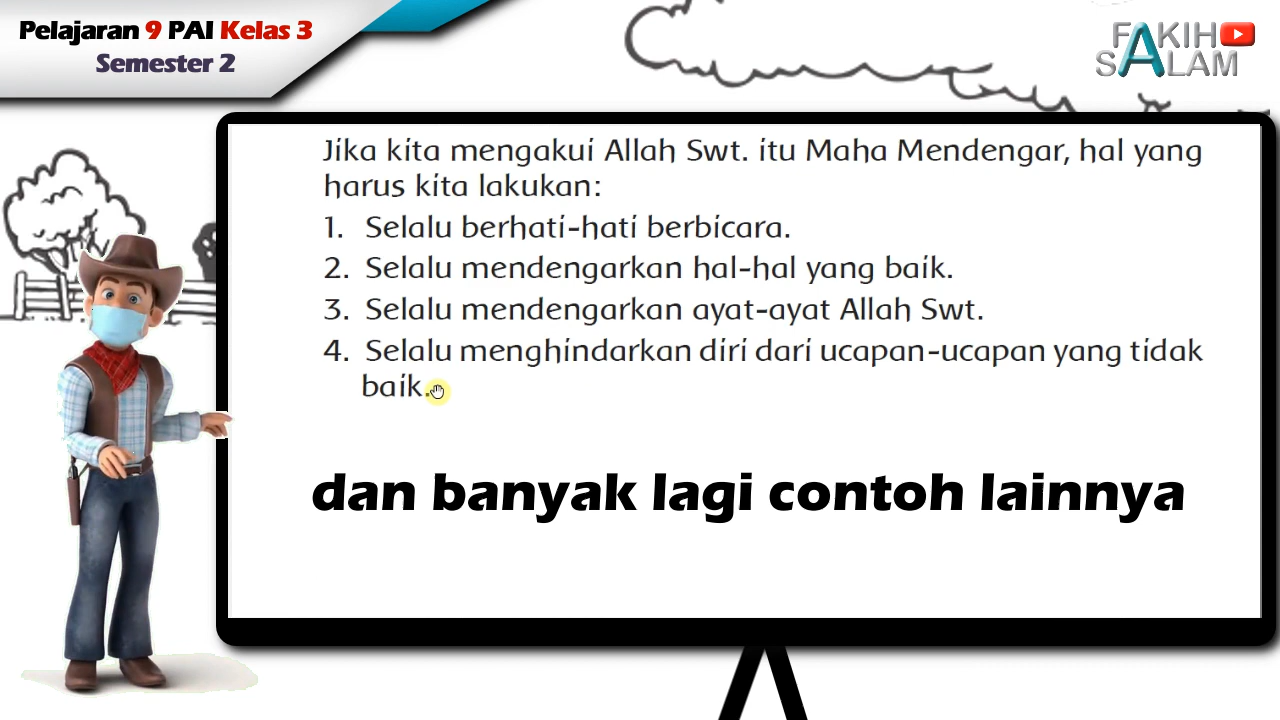 Pelajaran 9 PAI Kelas 3
Semester 2
FAKIH
SALAM
Jika kita mengakui Allah Swt. itu Maha Mendengar, hal yang
harus kita lakukan:
1. Selalu berhati-hati berbicara.
2. Selalu mendengarkan hal-hal yang baik.
3. Selalu mendengarkan ayat-ayat Allah Swt.
4. Selalu menghindarkan diri dari ucapan-ucapan yang tidak
baik.
dan banyak lagi contoh lainnya